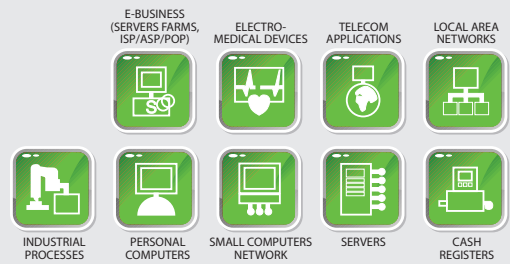 E-BUSINESS
(SERVERS FARMS,
ISP/ASP/POP)
ELECTRO-
MEDICAL DEVICES
TELECOM
APPLICATIONS
LOCAL AREA
NETWORKS
INDUSTRIAL
PROCESSES
PERSONAL
COMPUTERS
SMALL COMPUTERS
NETWORK
SERVERS
CASH
REGISTERS